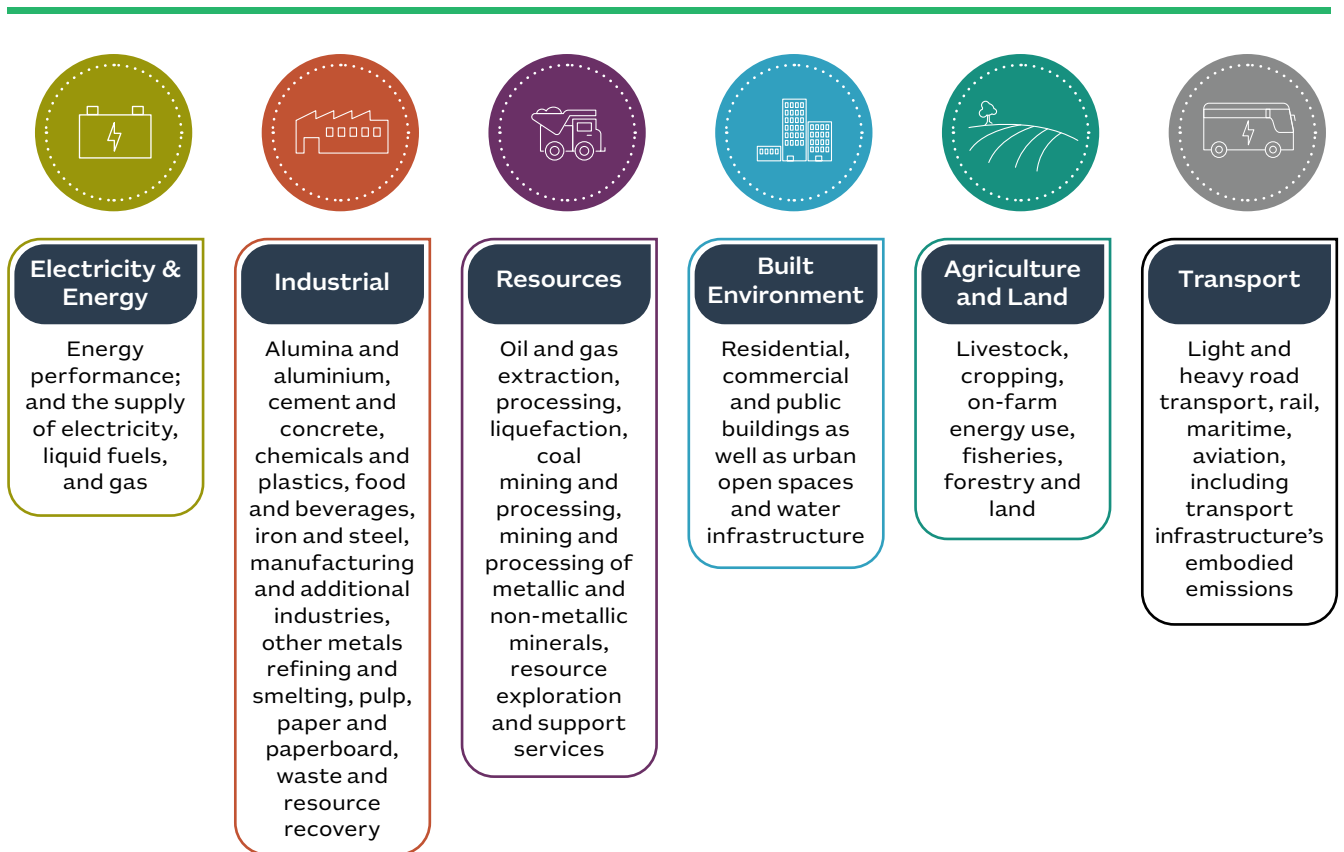 Electricity &
Energy
Energy
performance;
and the supply
of electricity,
liquid fuels,
and gas
Industrial
Alumina and
aluminium,
cement and
concrete,
chemicals and
plastics, food
and beverages,
iron and steel,
manufacturing
and additional
industries,
other metals
refining and
smelting, pulp,
paper and
paperboard,
waste and
resource
recovery
Resources
Oil and gas
extraction,
processing,
liquefaction,
coal
mining and
processing,
mining and
processing of
metallic and
non-metallic
minerals,
resource
exploration
and support
services
Built
Environment
Residential,
commercial
and public
buildings as
well as urban
open spaces
and water
infrastructure
Agriculture
and Land
Livestock,
cropping,
on-farm
energy use,
fisheries,
forestry and
land
Transport
Light and
heavy road
transport, rail,
maritime,
aviation,
including
transport
infrastructure’s
embodied
emissions